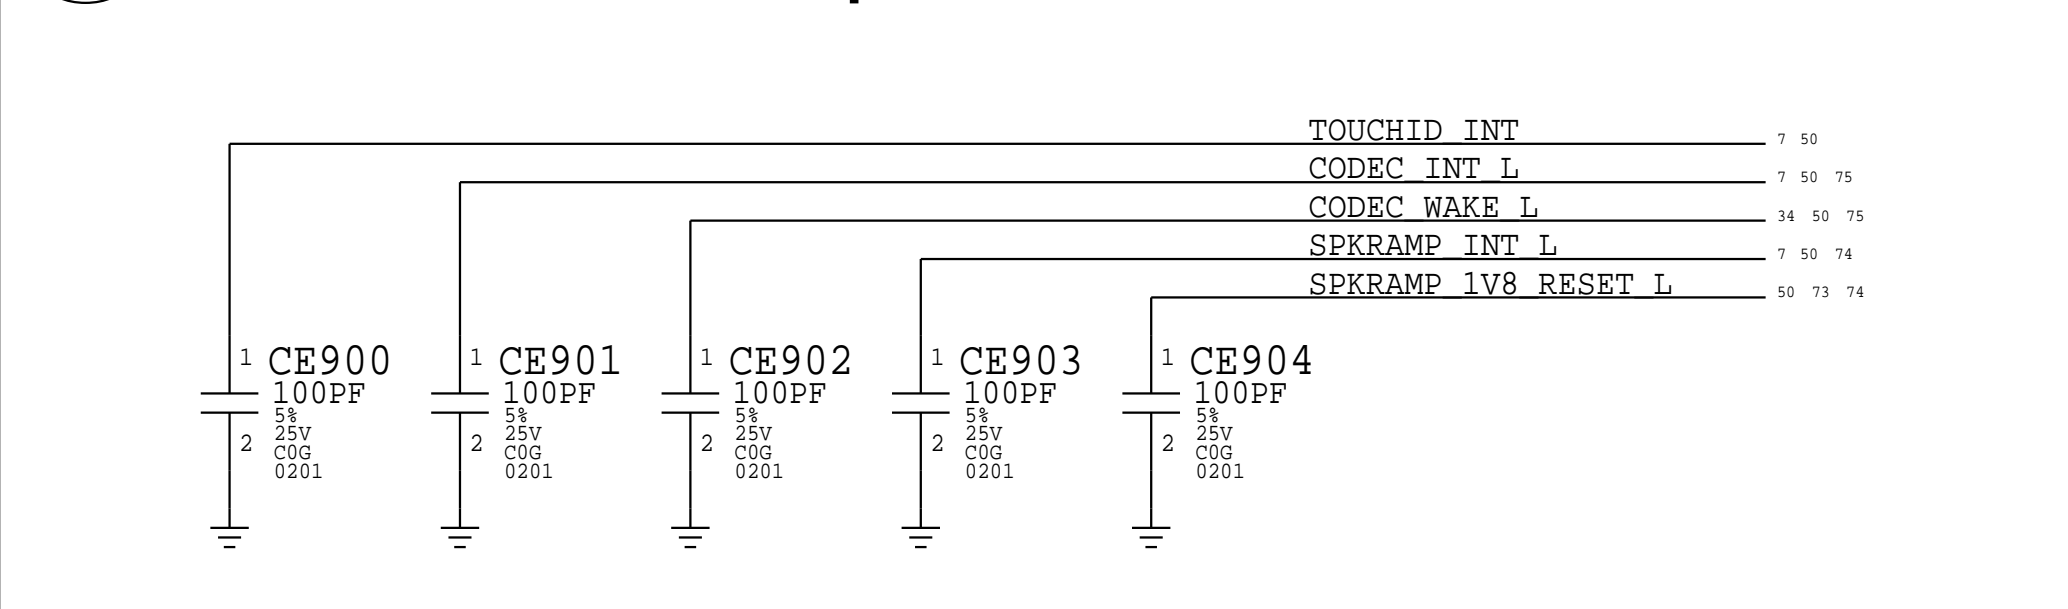 TOUCHID_INT 7 50
CODEC_INT_L 7 50 75
CODEC_WAKE_L 34 50 75
SPKRAMP_INT_L 7 50 74
SPKRAMP_1V8_RESET_L 50 73 74
1 CE900
100PF
5%
25V
2
C0G
0201
1 CE901
100PF
5%
25V
2
C0G
0201
1 CE902
100PF
5%
25V
2
C0G
0201
1 CE903
100PF
5%
25V
2
C0G
0201
1 CE904
100PF
5%
25V
2
C0G
0201